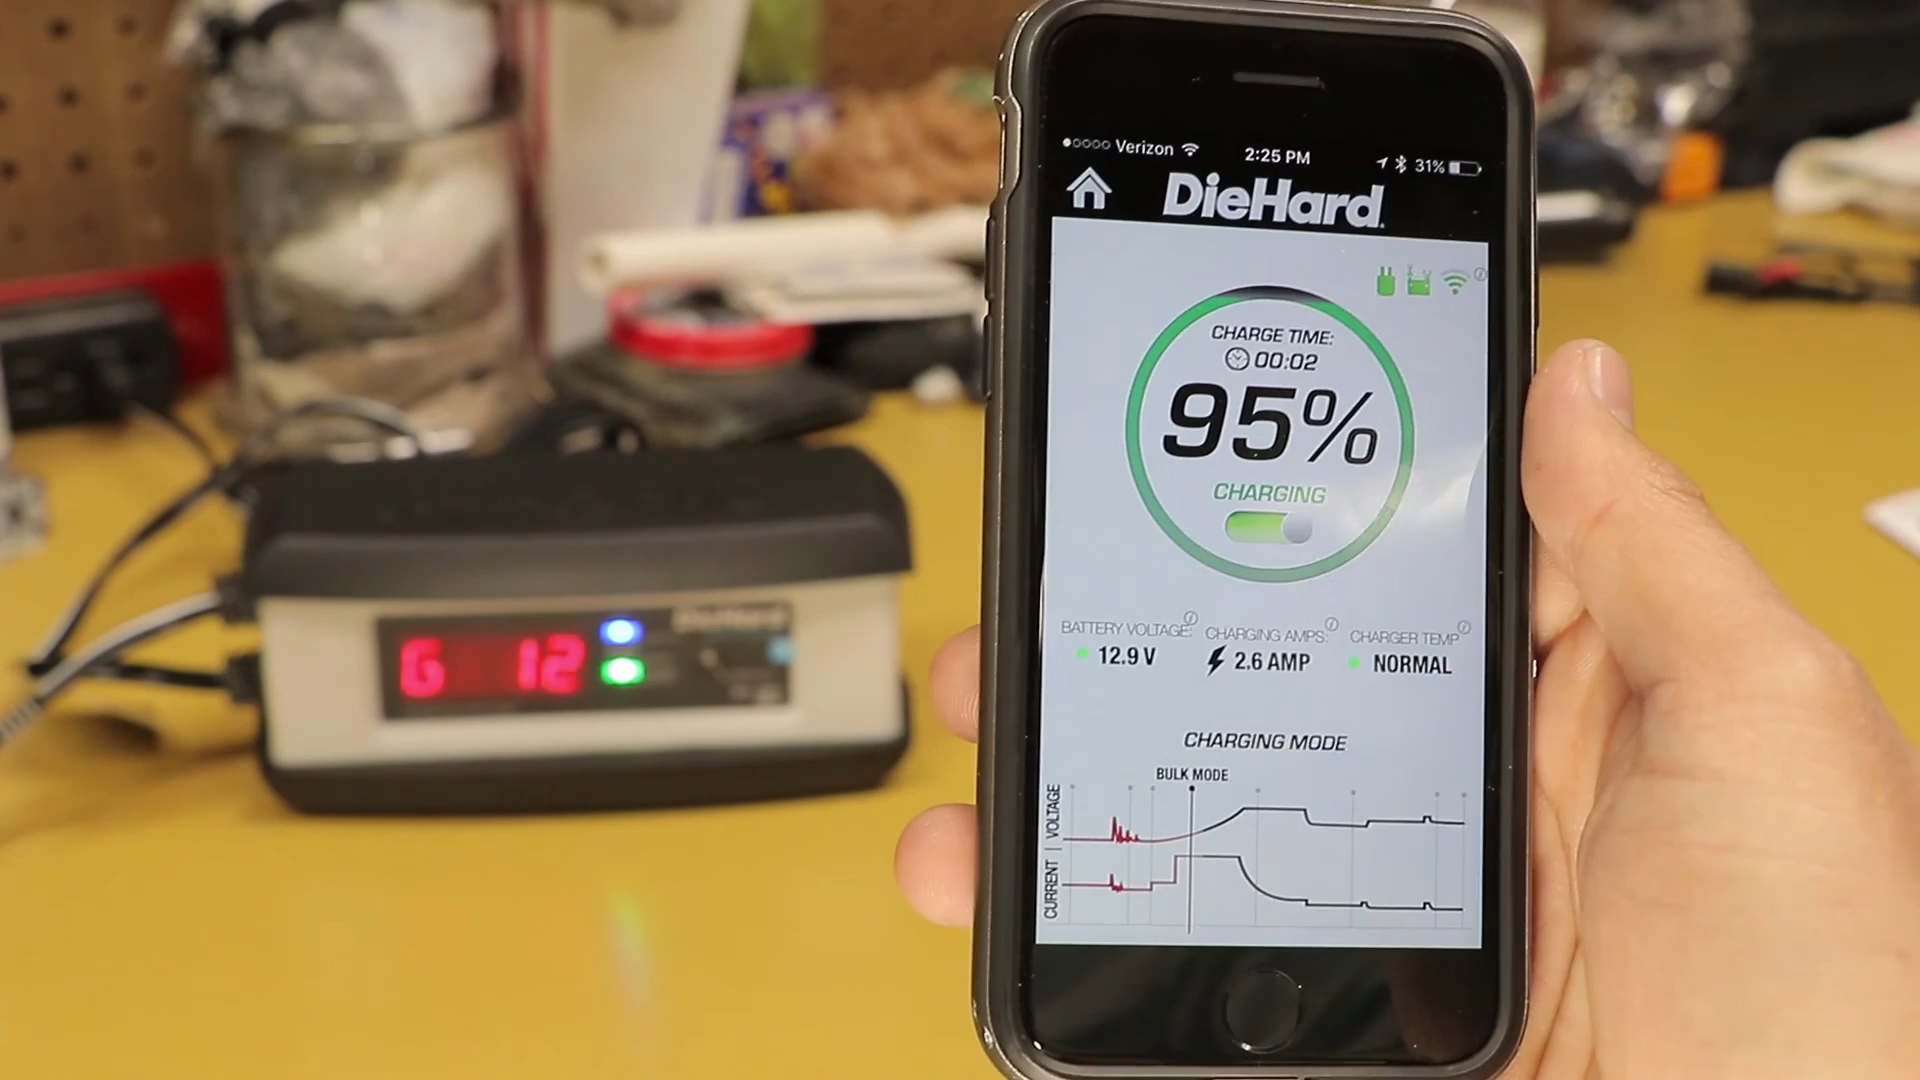 Verizon 2:25 PM 31%
DieHard
CHARGE TIME:
00:02
95%
CHARGING
BATTERY VOLTAGE: CHARGING AMPS: CHARGER TEMP
12.9 V 2.6 AMP NORMAL
CHARGING MODE
BULK MODE
VOLTAGE
CURRENT
DieHard
G 12